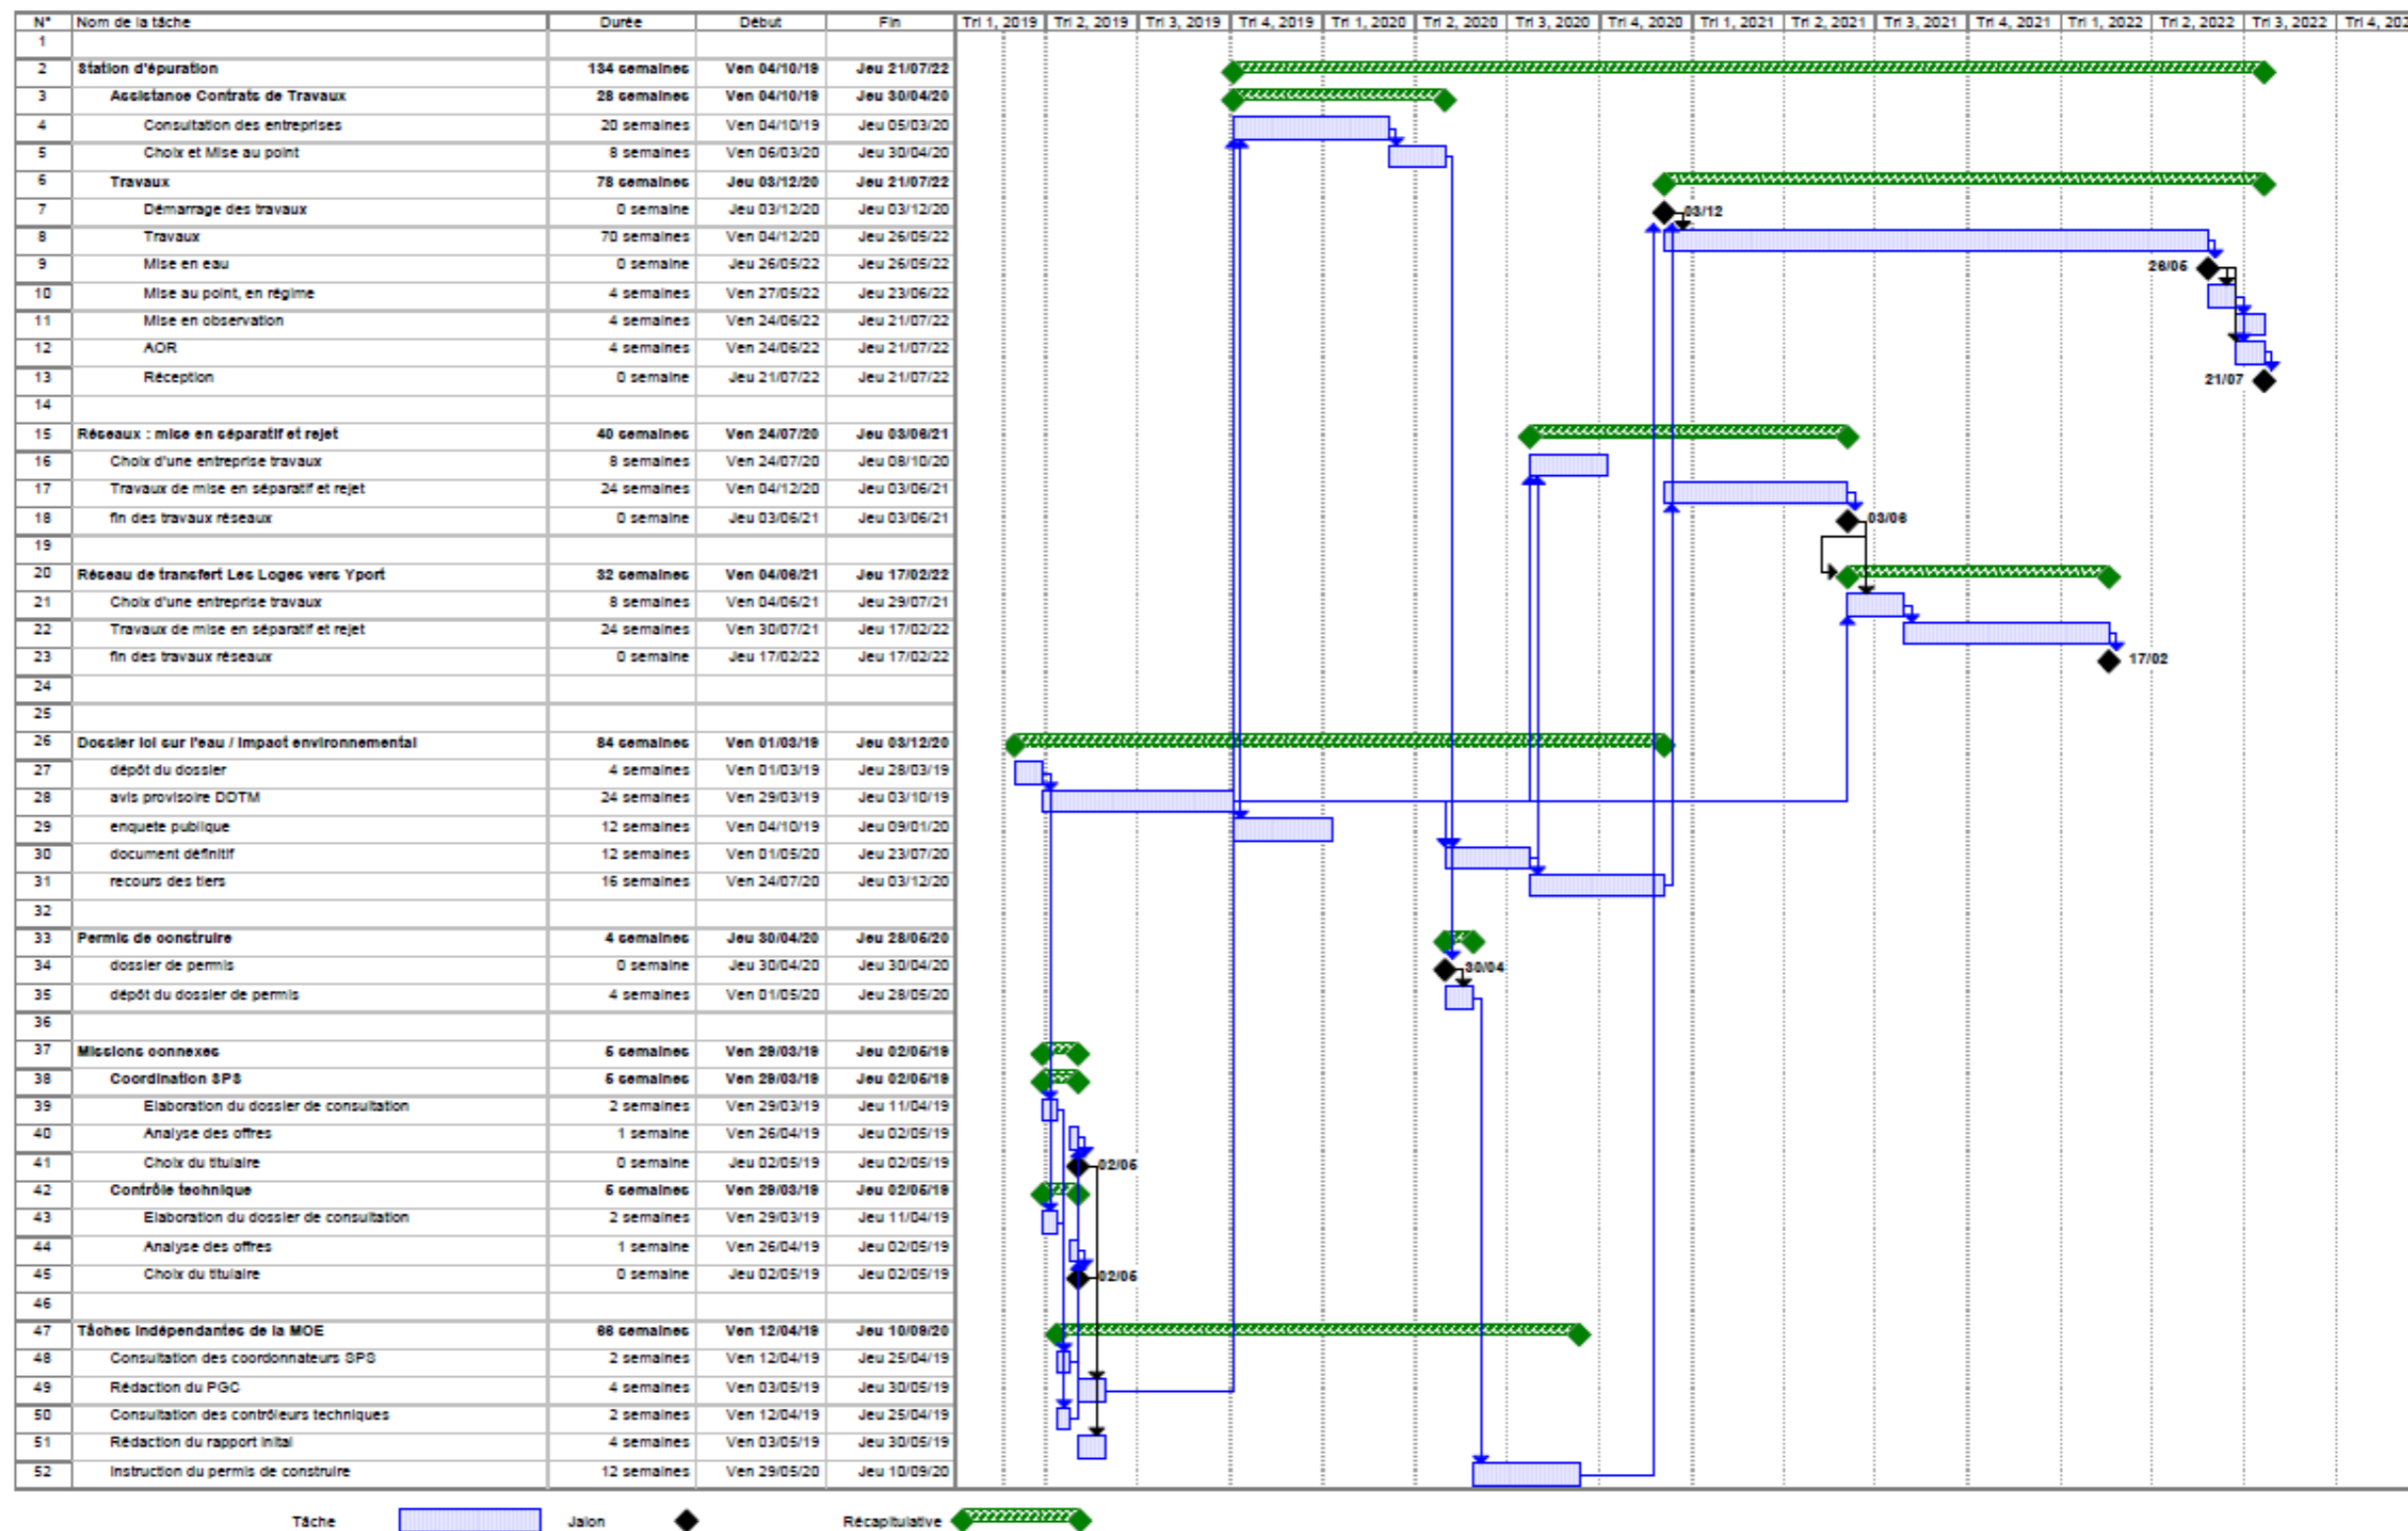 N° Nom de la tâche Durée Début Fin Tri 1, 2019 Tri 2, 2019 Tri 3, 2019 Tri 4, 2019 Tri 1, 2020 Tri 2, 2020 Tri 3, 2020 Tri 4, 2020 Tri 1, 2021 Tri 2, 2021 Tri 3, 2021 Tri 4, 2021 Tri 1, 2022 Tri 2, 2022 Tri 3, 2022 Tri 4, 202
1
2 Station d'épuration 134 semaines Ven 04/10/19 Jeu 21/07/22
3 Assistance Contrats de Travaux 28 semaines Ven 04/10/19 Jeu 30/04/20
4 Consultation des entreprises 20 semaines Ven 04/10/19 Jeu 05/03/20
5 Choix et Mise au point 8 semaines Ven 06/03/20 Jeu 30/04/20
6 Travaux 78 semaines Jeu 03/12/20 Jeu 21/07/22
7 Démarrage des travaux 0 semaine Jeu 03/12/20 Jeu 03/12/20 03/12
8 Travaux 70 semaines Ven 04/12/20 Jeu 26/05/22
9 Mise en eau 0 semaine Jeu 26/05/22 Jeu 26/05/22 26/05
10 Mise au point, en régime 4 semaines Ven 27/05/22 Jeu 23/06/22
11 Mise en observation 4 semaines Ven 24/06/22 Jeu 21/07/22
12 AOR 4 semaines Ven 24/06/22 Jeu 21/07/22
13 Réception 0 semaine Jeu 21/07/22 Jeu 21/07/22 21/07
14
15 Réseaux : mise en séparatif et rejet 40 semaines Ven 24/07/20 Jeu 03/06/21
16 Choix d'une entreprise travaux 8 semaines Ven 24/07/20 Jeu 08/10/20
17 Travaux de mise en séparatif et rejet 24 semaines Ven 04/12/20 Jeu 03/06/21
18 fin des travaux réseaux 0 semaine Jeu 03/06/21 Jeu 03/06/21 03/06
19
20 Réseau de transfert Les Loges vers Yport 32 semaines Ven 04/06/21 Jeu 17/02/22
21 Choix d'une entreprise travaux 8 semaines Ven 04/06/21 Jeu 29/07/21
22 Travaux de mise en séparatif et rejet 24 semaines Ven 30/07/21 Jeu 17/02/22
23 fin des travaux réseaux 0 semaine Jeu 17/02/22 Jeu 17/02/22 17/02
24
25
26 Dossier loi sur l'eau / impact environnemental 84 semaines Ven 01/03/19 Jeu 03/12/20
27 dépôt du dossier 4 semaines Ven 01/03/19 Jeu 28/03/19
28 avis provisoire DDTM 24 semaines Ven 29/03/19 Jeu 03/10/19
29 enquete publique 12 semaines Ven 04/10/19 Jeu 09/01/20
30 document définitif 12 semaines Ven 01/05/20 Jeu 23/07/20
31 recours des tiers 16 semaines Ven 24/07/20 Jeu 03/12/20
32
33 Permis de construire 4 semaines Jeu 30/04/20 Jeu 28/05/20
34 dossier de permis 0 semaine Jeu 30/04/20 Jeu 30/04/20 30/04
35 dépôt du dossier de permis 4 semaines Ven 01/05/20 Jeu 28/05/20
36
37 Missions connexes 5 semaines Ven 29/03/19 Jeu 02/05/19
38 Coordination SPS 5 semaines Ven 29/03/19 Jeu 02/05/19
39 Elaboration du dossier de consultation 2 semaines Ven 29/03/19 Jeu 11/04/19
40 Analyse des offres 1 semaine Ven 26/04/19 Jeu 02/05/19
41 Choix du titulaire 0 semaine Jeu 02/05/19 Jeu 02/05/19 02/05
42 Contrôle technique 5 semaines Ven 29/03/19 Jeu 02/05/19
43 Elaboration du dossier de consultation 2 semaines Ven 29/03/19 Jeu 11/04/19
44 Analyse des offres 1 semaine Ven 26/04/19 Jeu 02/05/19
45 Choix du titulaire 0 semaine Jeu 02/05/19 Jeu 02/05/19 02/05
46
47 Tâches indépendantes de la MOE 66 semaines Ven 12/04/19 Jeu 10/09/20
48 Consultation des coordonnateurs SPS 2 semaines Ven 12/04/19 Jeu 25/04/19
49 Rédaction du PGC 4 semaines Ven 03/05/19 Jeu 30/05/19
50 Consultation des contrôleurs techniques 2 semaines Ven 12/04/19 Jeu 25/04/19
51 Rédaction du rapport inital 4 semaines Ven 03/05/19 Jeu 30/05/19
52 Instruction du permis de construire 12 semaines Ven 29/05/20 Jeu 10/09/20
Tâche Jalon Récapitulative